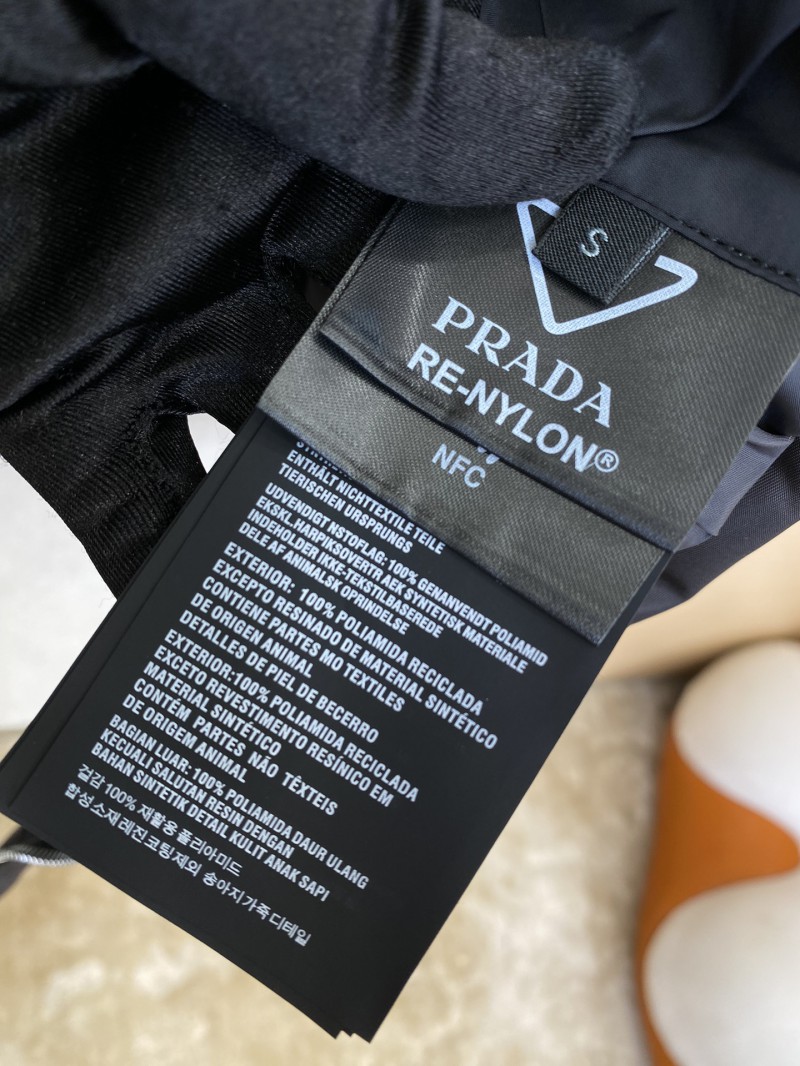 S
PRADA
RE-NYLON®
NFC
ENTHÄLT NICHTTEXTILE TEILE
TIERISCHEN URSPRUNGS
UDVENDIGT NSTOFLAG:100% GENANVENDT POLIAMID
EKSKL.HARPIKSOVERTR AEK SYNTETISK MATERIALE
INDEHOLDER IKKE-TEKSTILBASEREDE
DELE AF ANIMALSK OPRINDELSE
EXTERIOR: 100% POLIAMIDA RECICLADA
EXCEPTO RESINADO DE MATERIAL SINTÉTICO
CONTIENE PARTES MO TEXTILES
DE ORIGEN ANIMAL
DETALLES DE PIEL DE BECERRO
EXTERIOR:100% POLIAMIDA RECICLADA
EXCETO REVESTIMENTO RESÍNICO EM
MATERIAL SINTÉTICO
CONTÉM PARTES NÃO TÊXTEIS
DE ORIGEM ANIMAL
BAGIAN LUAR:100% POLIAMIDA DAUR ULANG
KECUALI SALUTAN RESIN DENGAN
BAHAN SINTETIK DETAIL KULIT ANAK SAPI
겉감 100% 재활용 폴리아미드
합성 소재 레진 코팅 제외 송아지 가죽 디테일